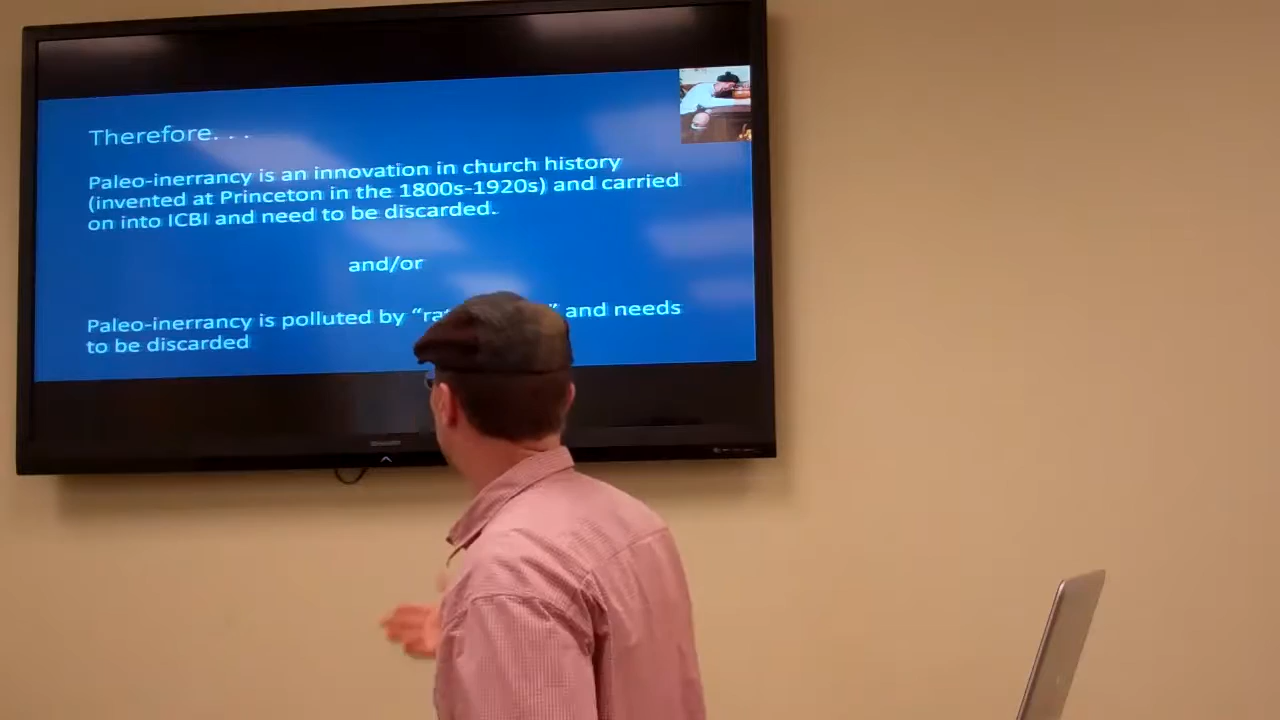 Therefore. . .
Paleo-inerrancy is an innovation in church history
(invented at Princeton in the 1800s-1920s) and carried
on into ICBI and need to be discarded.
and/or
Paleo-inerrancy is polluted by “ ” and needs
to be discarded